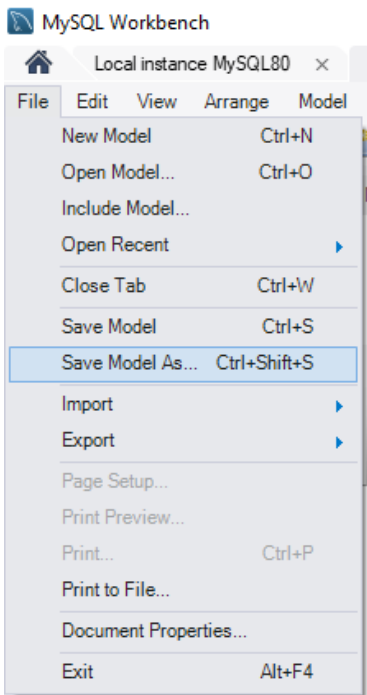 MySQL Workbench
Local instance MySQL80 ×
File Edit View Arrange Model
New Model Ctrl+N
Open Model... Ctrl+O
Include Model...
Open Recent
Close Tab Ctrl+W
Save Model Ctrl+S
Save Model As... Ctrl+Shift+S
Import
Export
Page Setup...
Print Preview...
Print... Ctrl+P
Print to File...
Document Properties...
Exit Alt+F4